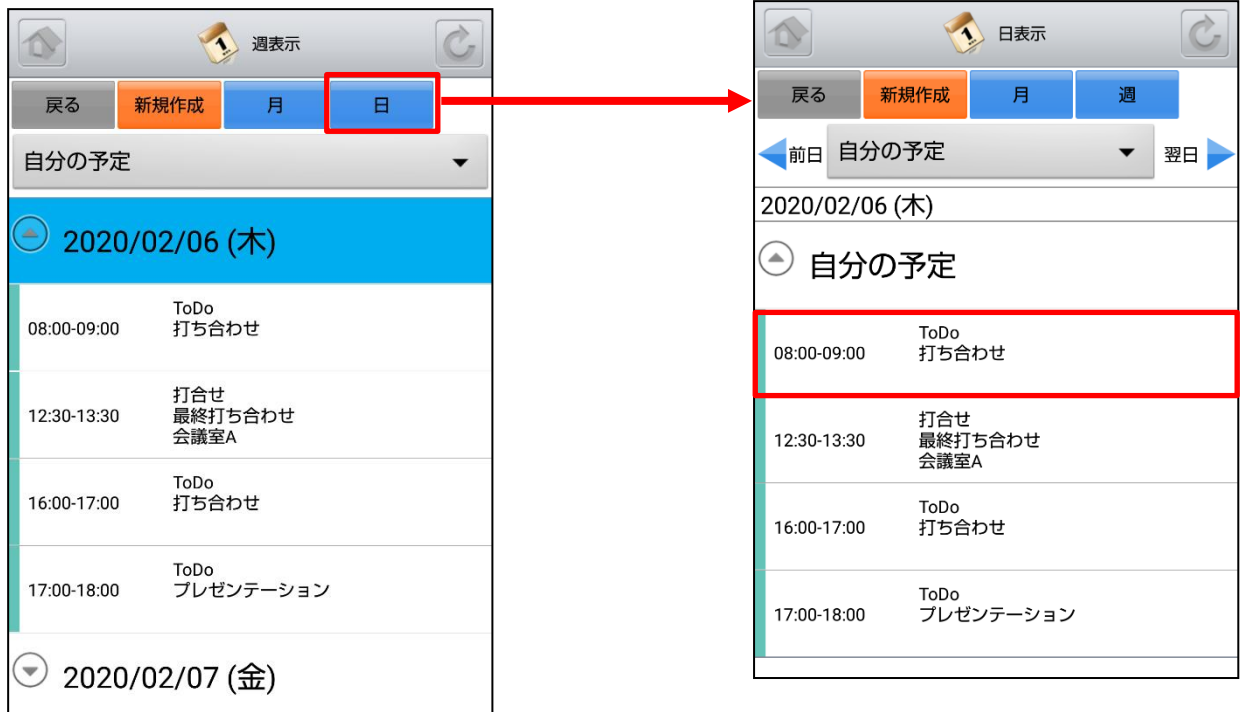 週表示
戻る 新規作成 月 日
自分の予定
2020/02/06 (木)
08:00-09:00
ToDo
打ち合わせ
12:30-13:30
打合せ
最終打ち合わせ
会議室A
16:00-17:00
ToDo
打ち合わせ
17:00-18:00
ToDo
プレゼンテーション
2020/02/07 (金)
日表示
戻る 新規作成 月 週
前日 自分の予定 翌日
2020/02/06 (木)
自分の予定
08:00-09:00
ToDo
打ち合わせ
12:30-13:30
打合せ
最終打ち合わせ
会議室A
16:00-17:00
ToDo
打ち合わせ
17:00-18:00
ToDo
プレゼンテーション